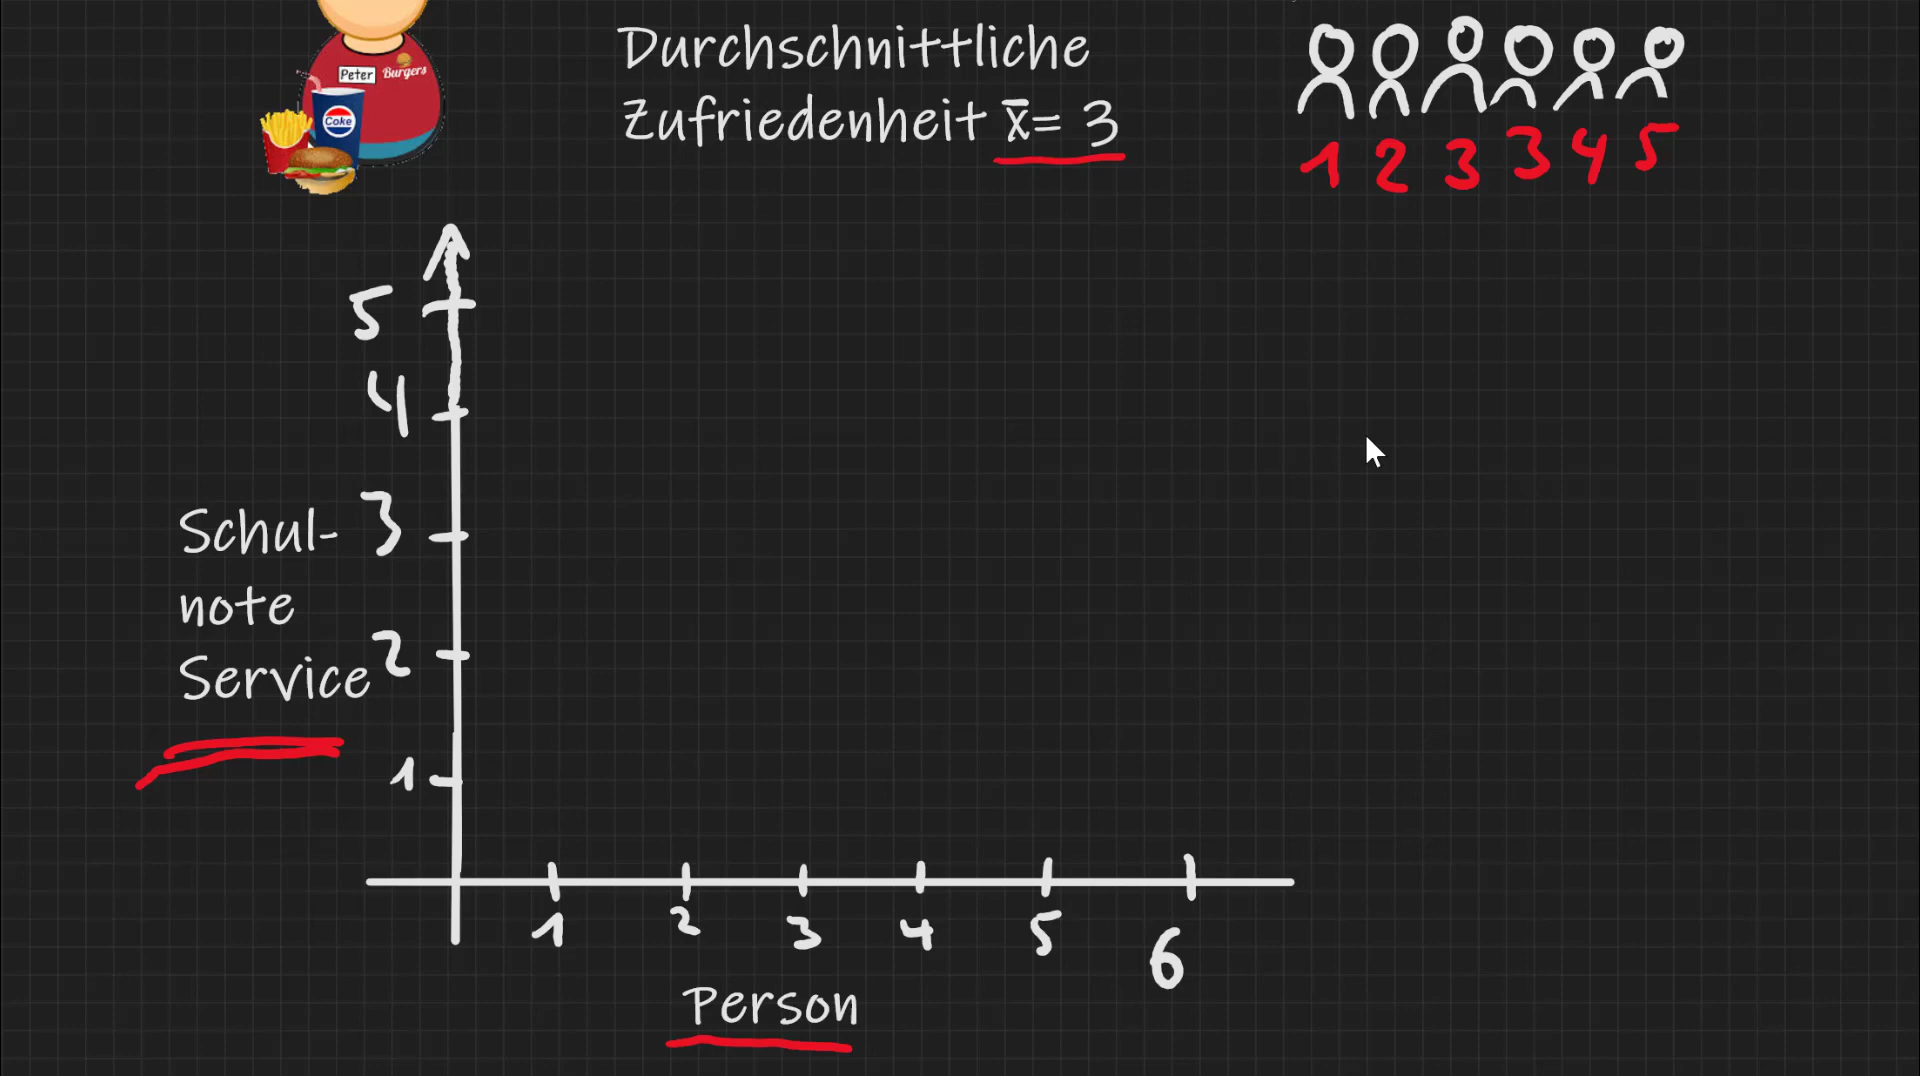 Peter
Burgers
Coke
Durchschnittliche
Zufriedenheit x̄= 3
1 2 3 3 4 5
5
4
3
2
1
Schul-
note
Service
1 2 3 4 5 6
Person